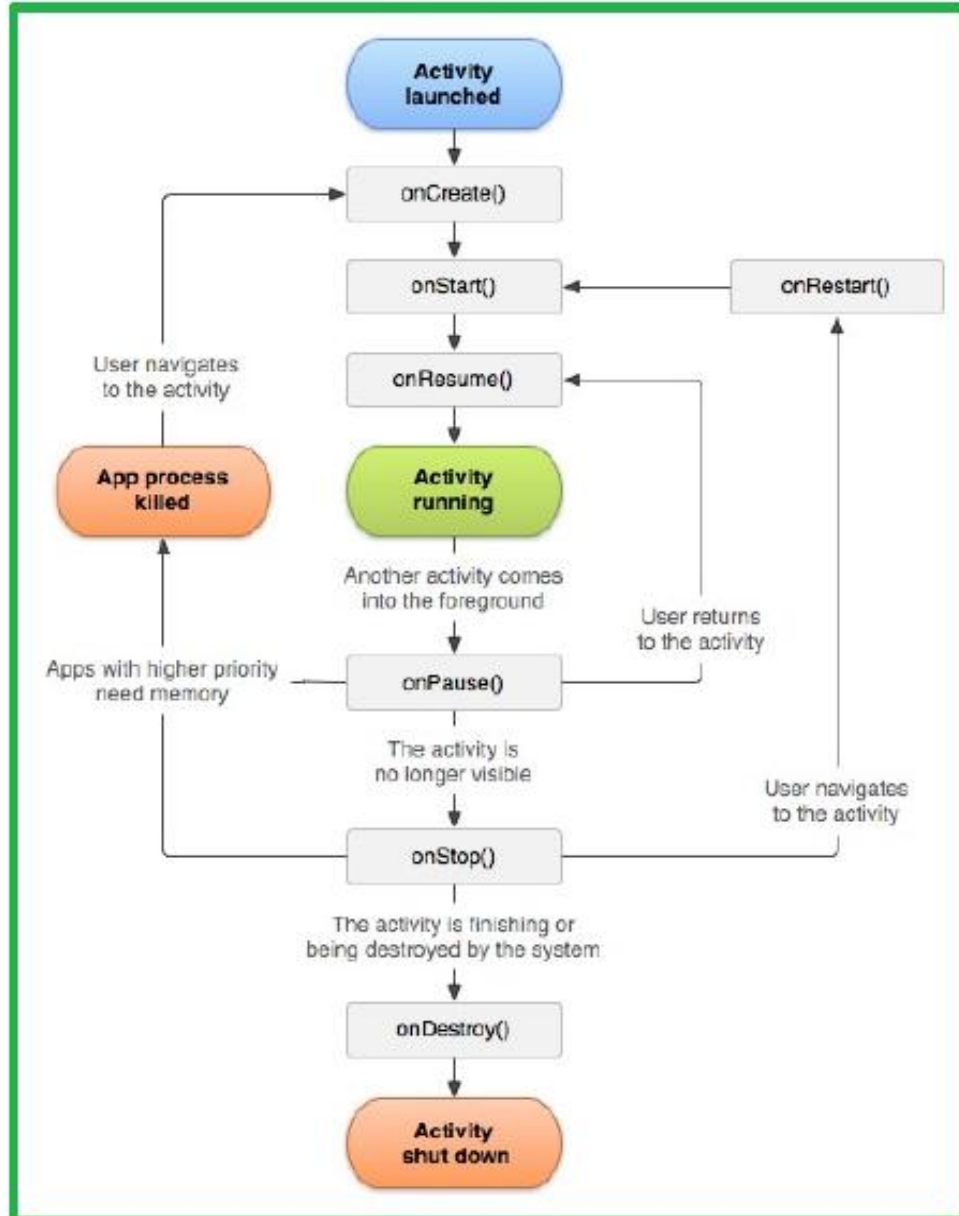 Activity
launched
onCreate()
onStart()
onRestart()
User navigates
to the activity
onResume()
App process
killed
Activity
running
Another activity comes
into the foreground
User returns
to the activity
Apps with higher priority
need memory
onPause()
The activity is
no longer visible
User navigates
to the activity
onStop()
The activity is finishing or
being destroyed by the system
onDestroy()
Activity
shut down